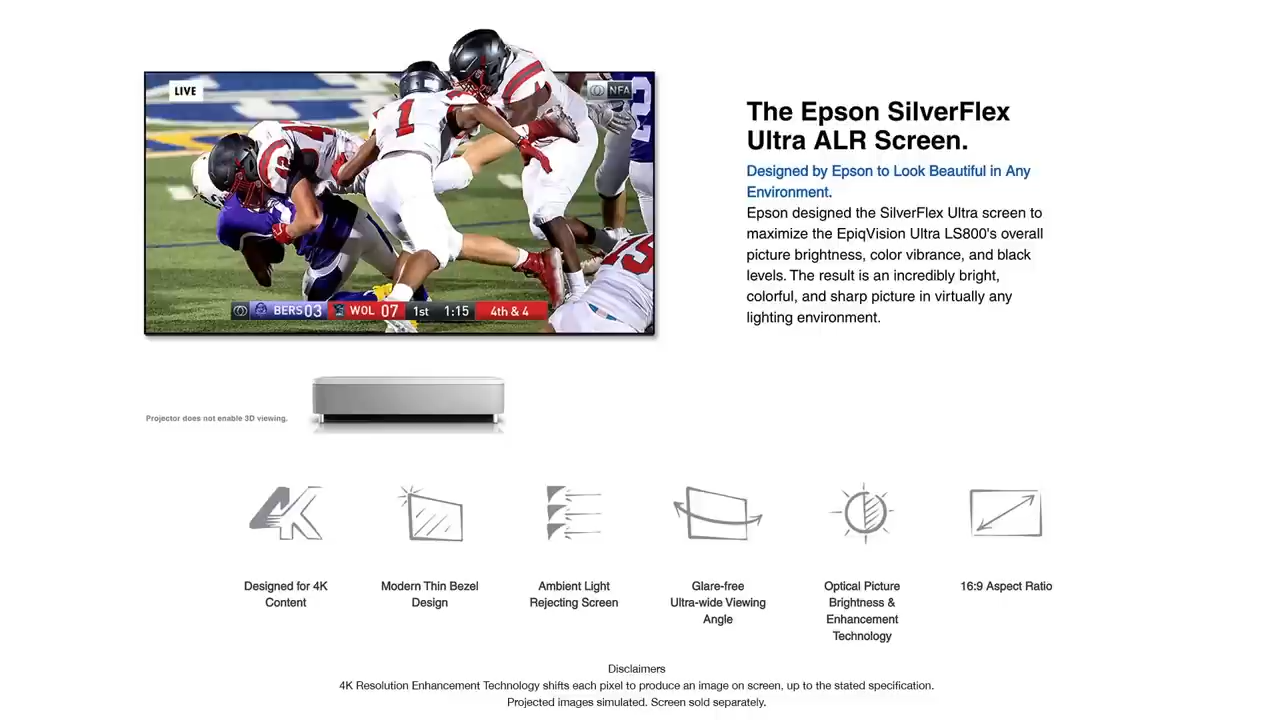 LIVE
NFA
1
42
BERS 03 WOL 07 1st 1:15 4th & 4
The Epson SilverFlex
Ultra ALR Screen.
Designed by Epson to Look Beautiful in Any
Environment.
Epson designed the SilverFlex Ultra screen to
maximize the EpiqVision Ultra LS800's overall
picture brightness, color vibrance, and black
levels. The result is an incredibly bright,
colorful, and sharp picture in virtually any
lighting environment.
Projector does not enable 3D viewing.
4K
Designed for 4K
Content
Modern Thin Bezel
Design
Ambient Light
Rejecting Screen
Glare-free
Ultra-wide Viewing
Angle
Optical Picture
Brightness &
Enhancement
Technology
16:9 Aspect Ratio
Disclaimers
4K Resolution Enhancement Technology shifts each pixel to produce an image on screen, up to the stated specification.
Projected images simulated. Screen sold separately.